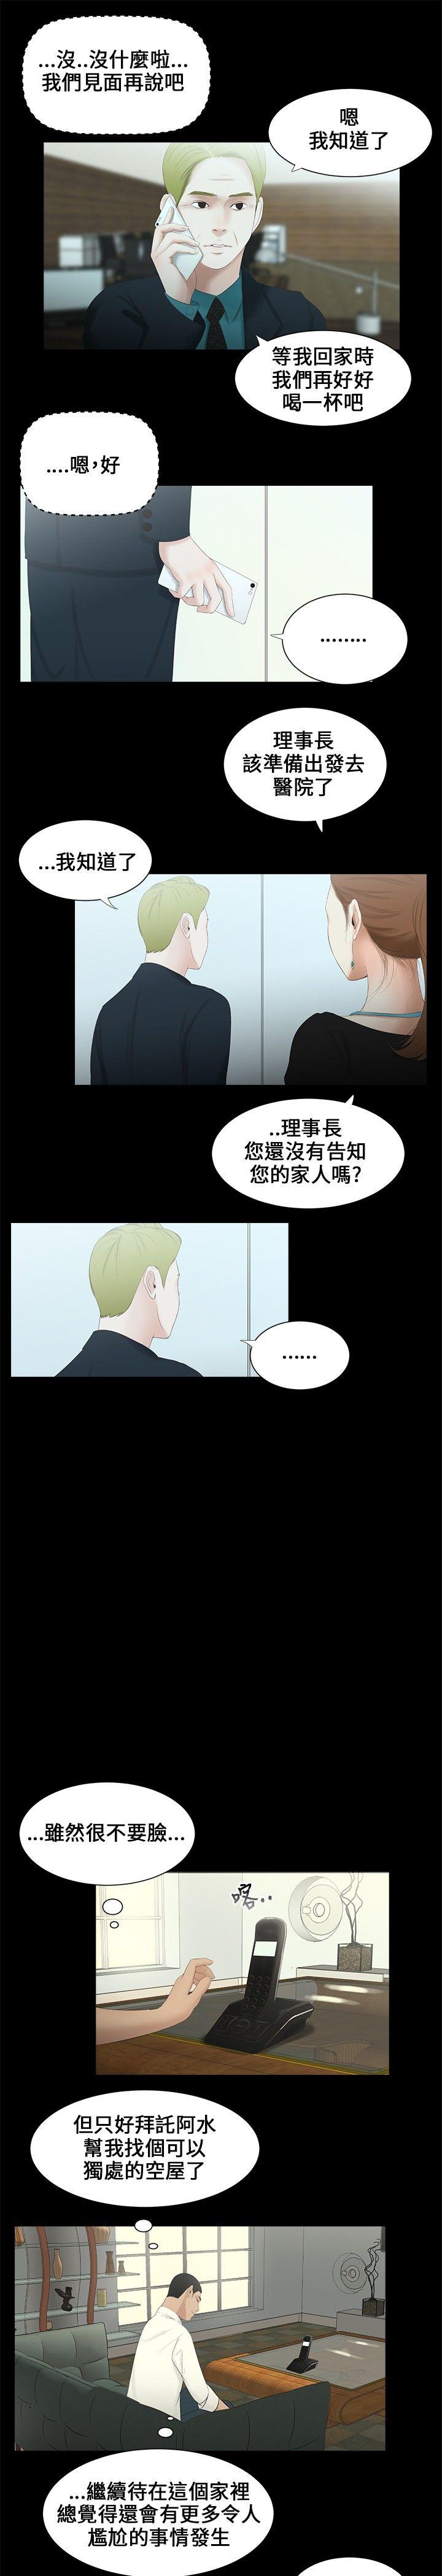 ...沒..沒什麼啦...
我們見面再說吧
嗯
我知道了
等我回家時
我們再好好
喝一杯吧
....嗯,好
........
理事長
該準備出發去
醫院了
...我知道了
..理事長
您還沒有告知
您的家人嗎?
......
...雖然很不要臉...
喀..
但只好拜託阿水
幫我找個可以
獨處的空屋了
...繼續待在這個家裡
總覺得還會有更多令人
尷尬的事情發生